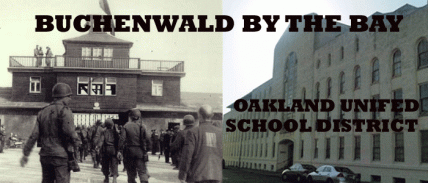 BUCHENWALD BY THE BAY
OAKLAND UNIFED
SCHOOL DISTRICT